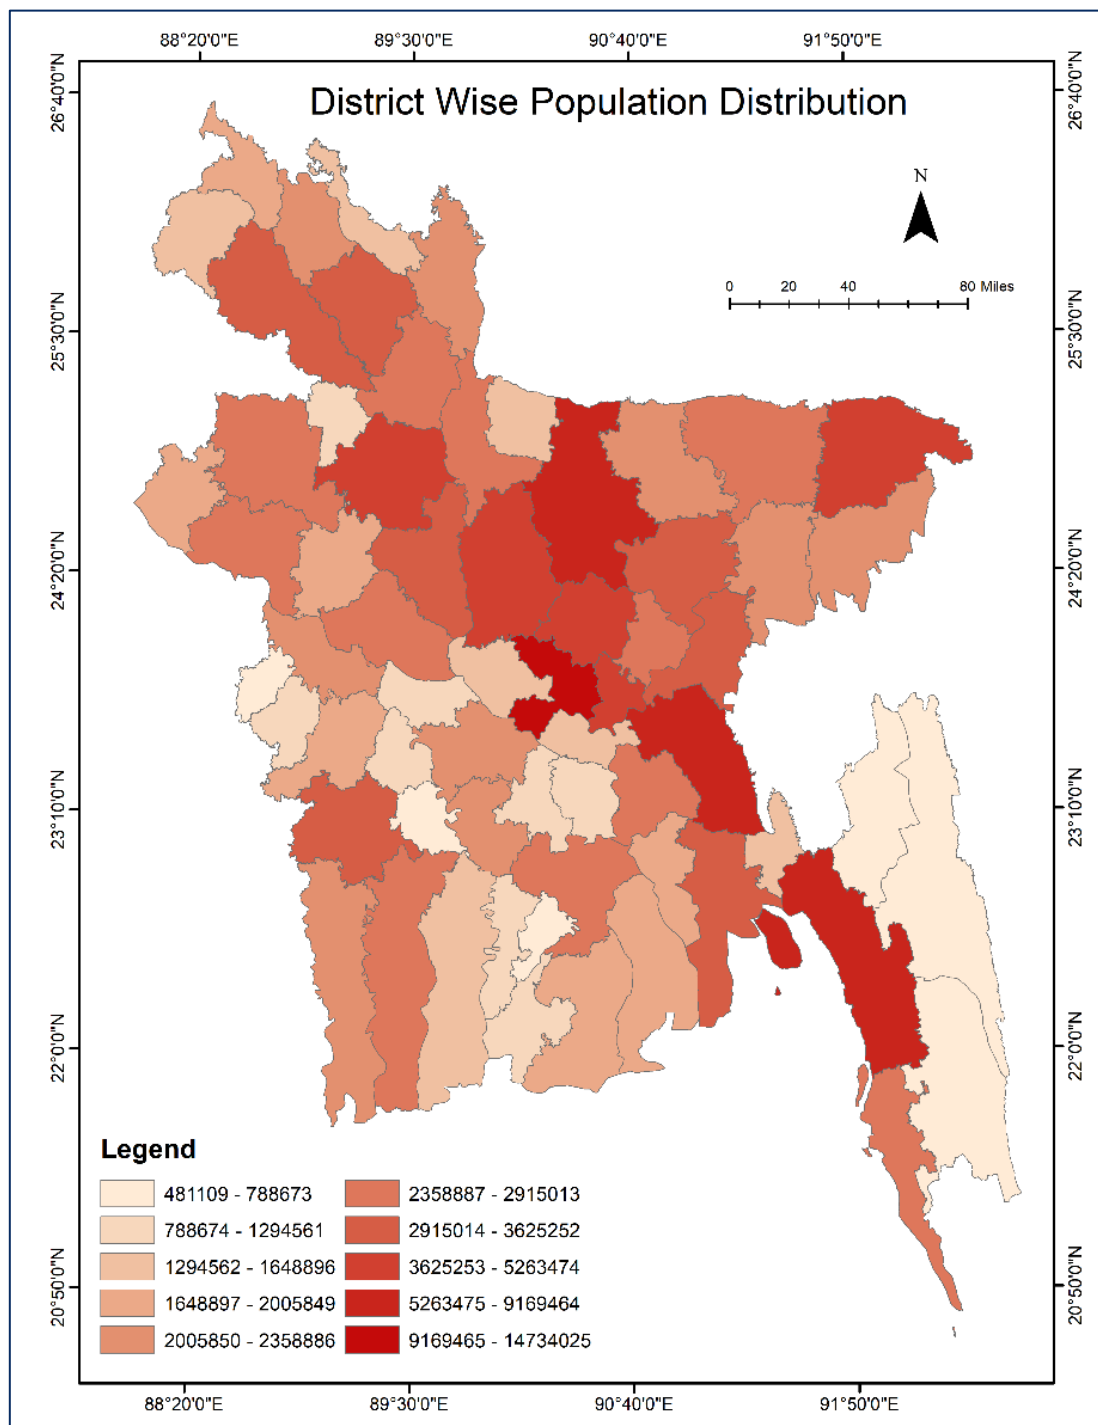 88°20'0"E 89°30'0"E 90°40'0"E 91°50'0"E
District Wise Population Distribution
N
0 20 40 80 Miles
26°40'0"N
25°30'0"N
24°20'0"N
23°10'0"N
22°0'0"N
20°50'0"N
26°40'0"N
25°30'0"N
24°20'0"N
23°10'0"N
22°0'0"N
20°50'0"N
Legend
481109 - 788673
788674 - 1294561
1294562 - 1648896
1648897 - 2005849
2005850 - 2358886
2358887 - 2915013
2915014 - 3625252
3625253 - 5263474
5263475 - 9169464
9169465 - 14734025
88°20'0"E 89°30'0"E 90°40'0"E 91°50'0"E